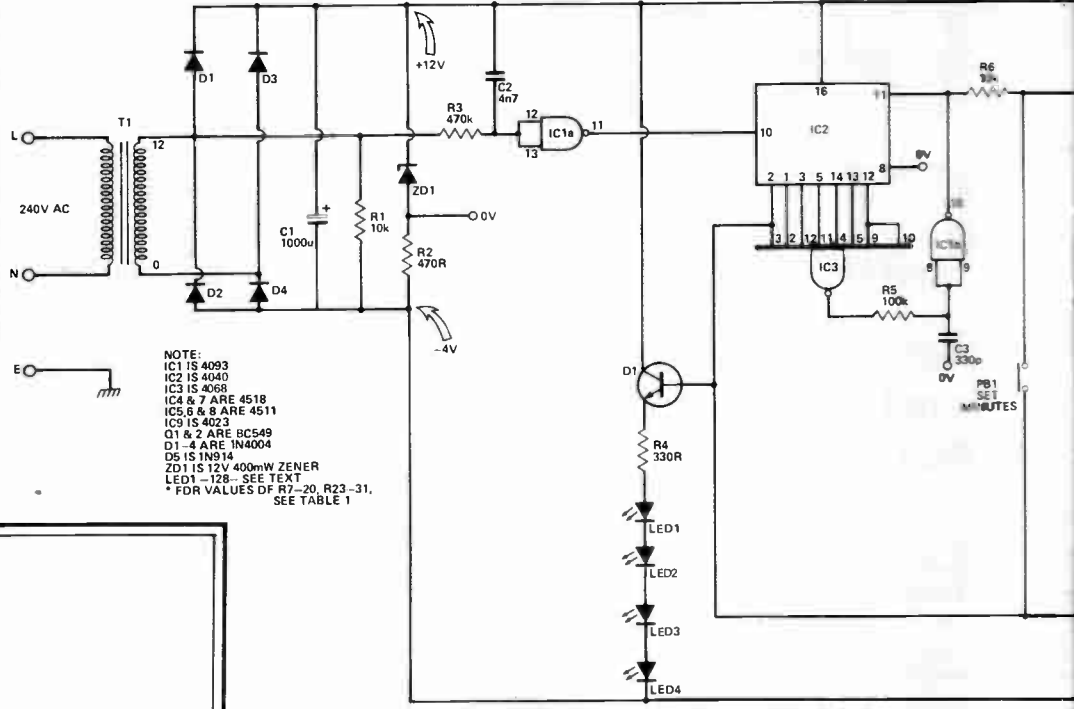 +12V
D1
D3
C2
4n7
R6
T1
R3
470k
12
16
11
L
12
IC1a
11
10
IC2
13
ZD1
8
0V
240V AC
R1
10k
0V
2 1 3 5 14 13 12
C1
1000u
+
R2
470R
3 2 12 11 4 5 9 10
IC3
8
9
N
0
D2
D4
R5
100k
–4V
C3
330p
E
D1
0V
PB1
SET
MINUTES
NOTE:
IC1 IS 4093
IC2 IS 4040
IC3 IS 4068
IC4 & 7 ARE 4518
IC5,6 & 8 ARE 4511
IC9 IS 4023
Q1 & 2 ARE BC549
D1–4 ARE 1N4004
D5 IS 1N914
ZD1 IS 12V 400mW ZENER
LED1 –128– SEE TEXT
* FDR VALUES DF R7–20, R23–31,
SEE TABLE 1
R4
330R
LED1
LED2
LED3
LED4